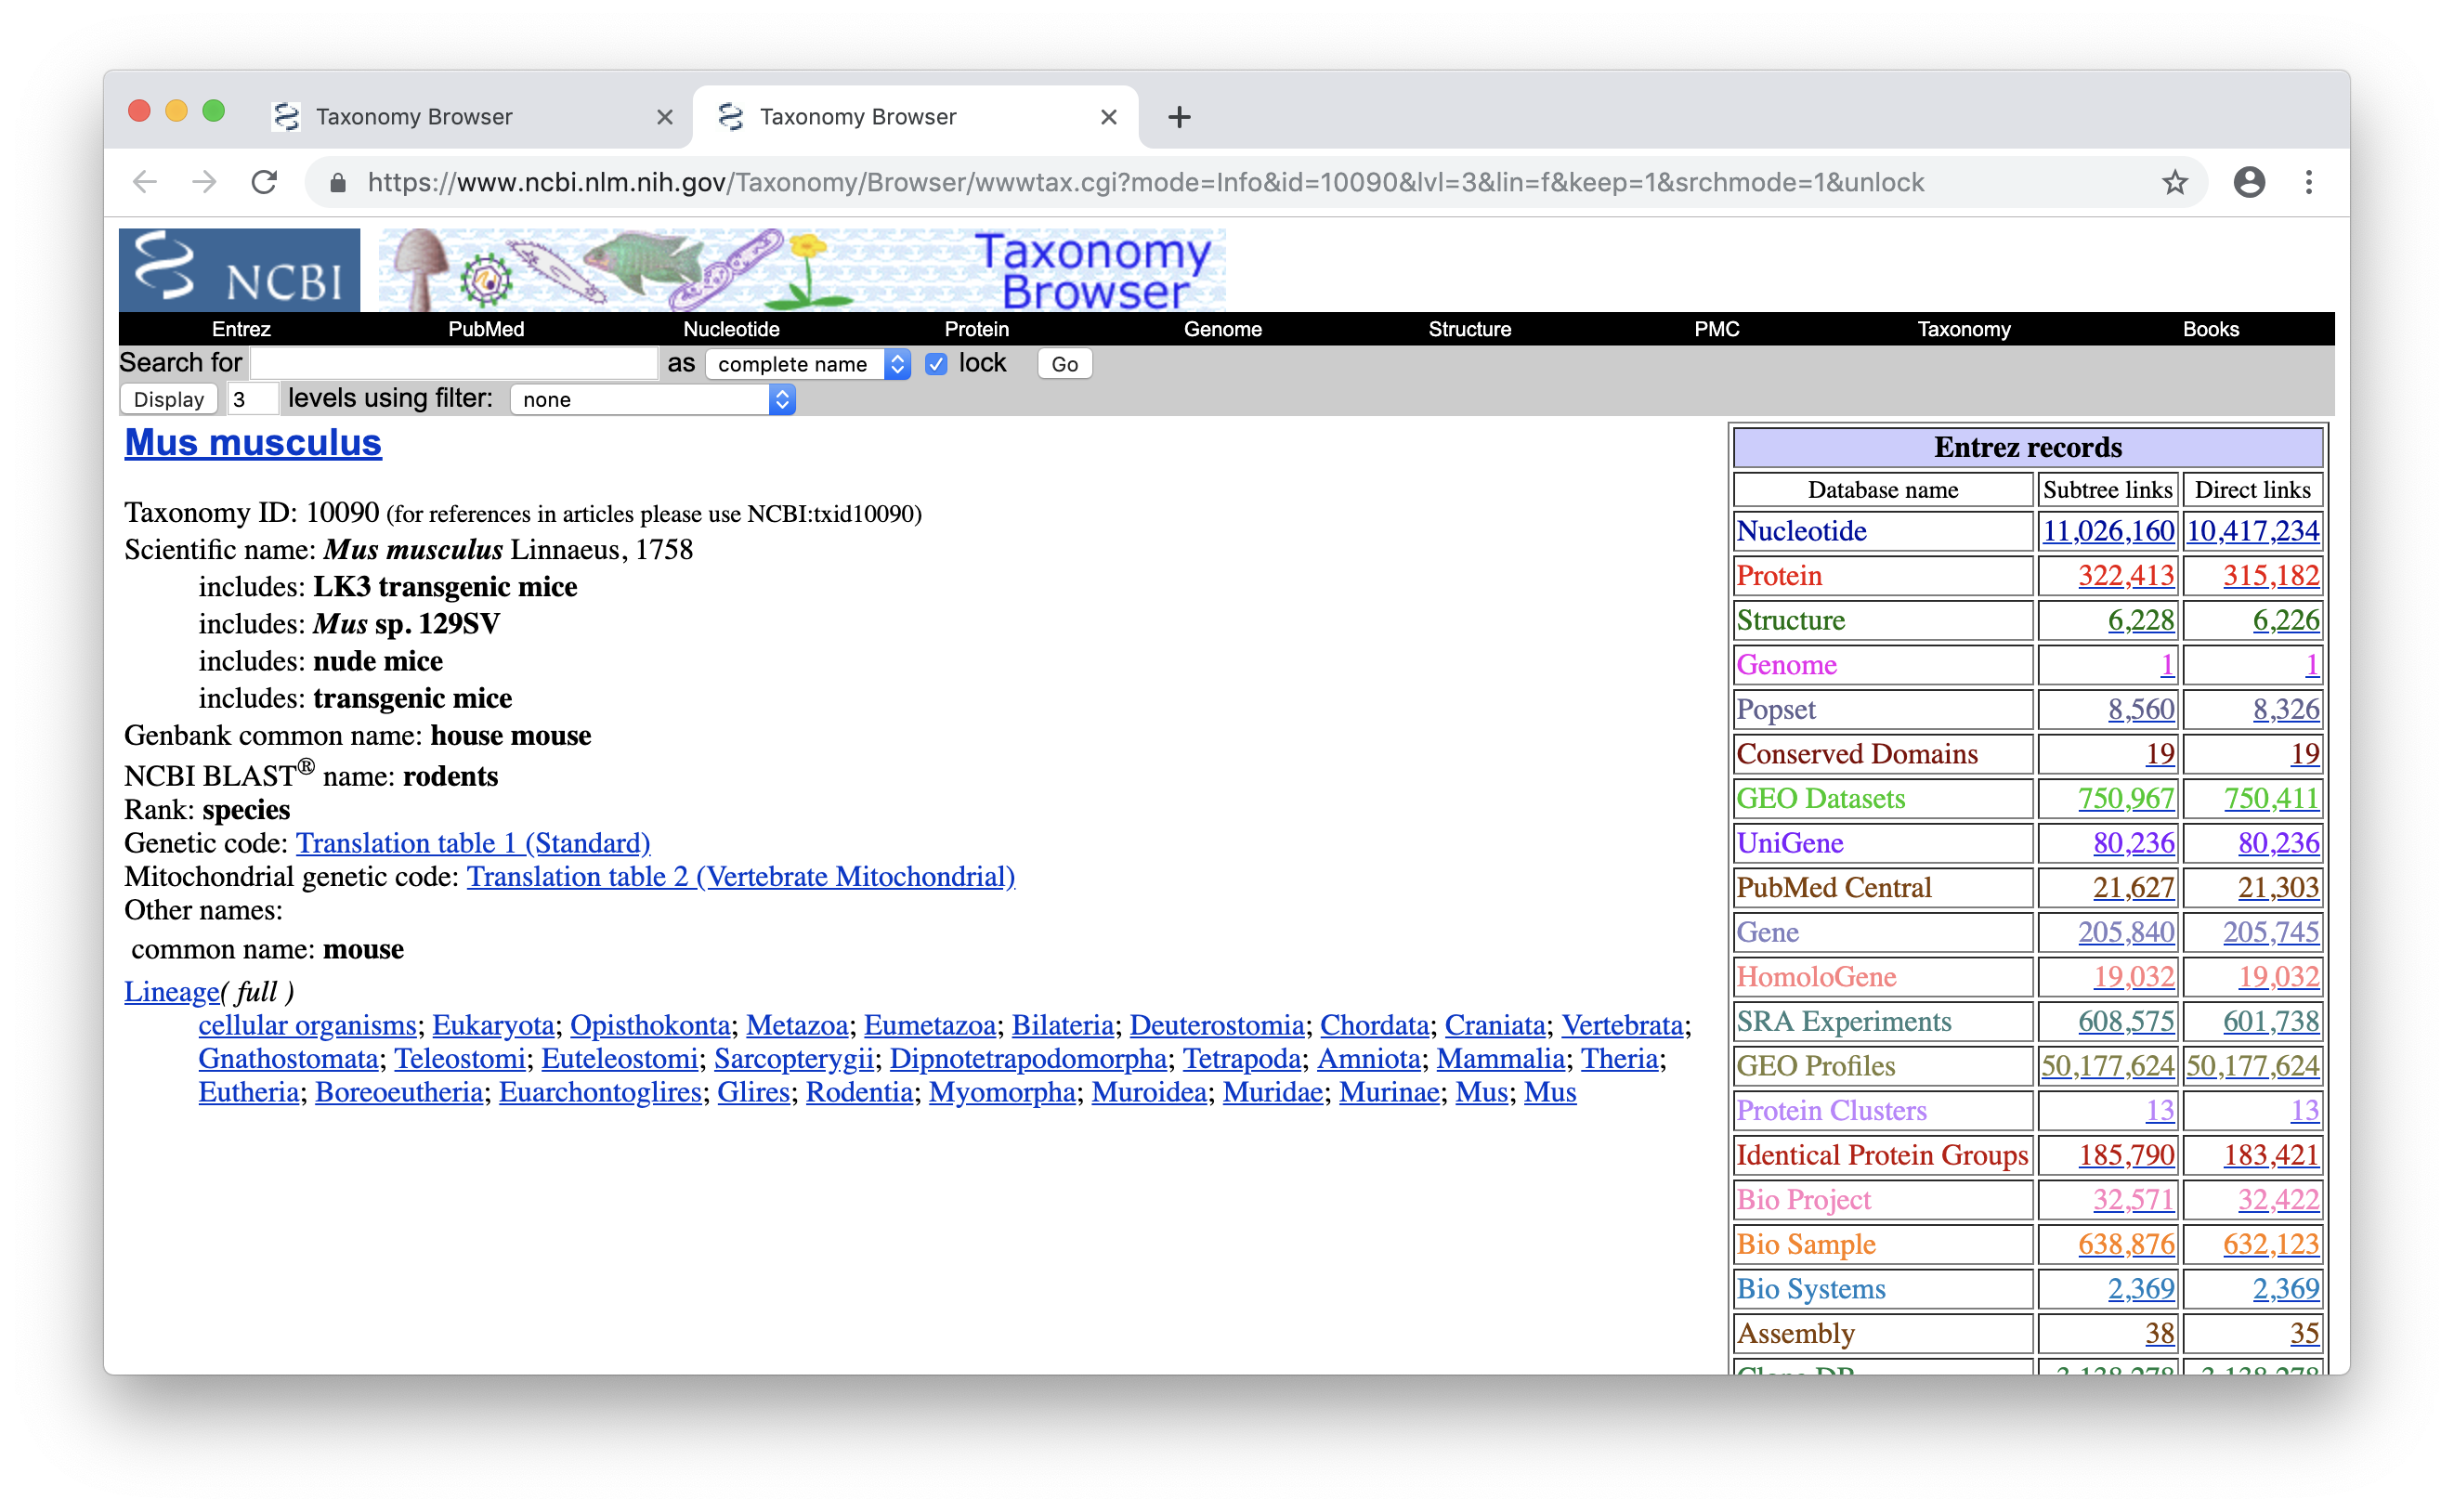 Taxonomy Browser
Taxonomy Browser
https://www.ncbi.nlm.nih.gov/Taxonomy/Browser/wwwtax.cgi?mode=Info&id=10090&lvl=3&lin=f&keep=1&srchmode=1&unlock
NCBI
Taxonomy
Browser
Entrez PubMed Nucleotide Protein Genome Structure PMC Taxonomy Books
Search for as complete name lock Go
Display 3 levels using filter: none
Mus musculus
Taxonomy ID: 10090 (for references in articles please use NCBI:txid10090)
Scientific name: Mus musculus Linnaeus, 1758
includes: LK3 transgenic mice
includes: Mus sp. 129SV
includes: nude mice
includes: transgenic mice
Genbank common name: house mouse
NCBI BLAST® name: rodents
Rank: species
Genetic code: Translation table 1 (Standard)
Mitochondrial genetic code: Translation table 2 (Vertebrate Mitochondrial)
Other names:
common name: mouse
Lineage( full )
cellular organisms; Eukaryota; Opisthokonta; Metazoa; Eumetazoa; Bilateria; Deuterostomia; Chordata; Craniata; Vertebrata;
Gnathostomata; Teleostomi; Euteleostomi; Sarcopterygii; Dipnotetrapodomorpha; Tetrapoda; Amniota; Mammalia; Theria;
Eutheria; Boreoeutheria; Euarchontoglires; Glires; Rodentia; Myomorpha; Muroidea; Muridae; Murinae; Mus; Mus
Entrez records
Database name Subtree links Direct links
Nucleotide 11,026,160 10,417,234
Protein 322,413 315,182
Structure 6,228 6,226
Genome 1 1
Popset 8,560 8,326
Conserved Domains 19 19
GEO Datasets 750,967 750,411
UniGene 80,236 80,236
PubMed Central 21,627 21,303
Gene 205,840 205,745
HomoloGene 19,032 19,032
SRA Experiments 608,575 601,738
GEO Profiles 50,177,624 50,177,624
Protein Clusters 13 13
Identical Protein Groups 185,790 183,421
Bio Project 32,571 32,422
Bio Sample 638,876 632,123
Bio Systems 2,369 2,369
Assembly 38 35